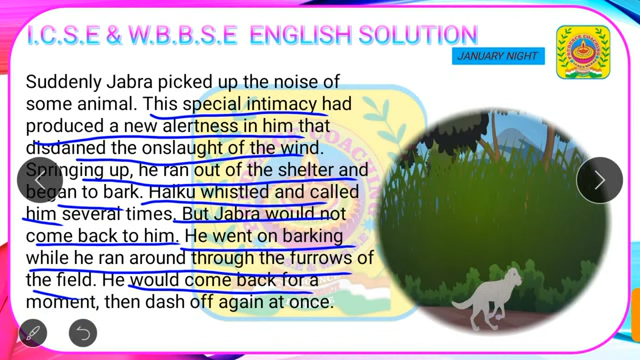 I.C.S.E & W.B.B.S.E ENGLISH SOLUTION
JANUARY NIGHT
Suddenly Jabra picked up the noise of
some animal. This special intimacy had
produced a new alertness in him that
disdained the onslaught of the wind.
Springing up, he ran out of the shelter and
began to bark. Halku whistled and called
him several times. But Jabra would not
come back to him. He went on barking
while he ran around through the furrows of
the field. He would come back for a
moment, then dash off again at once.